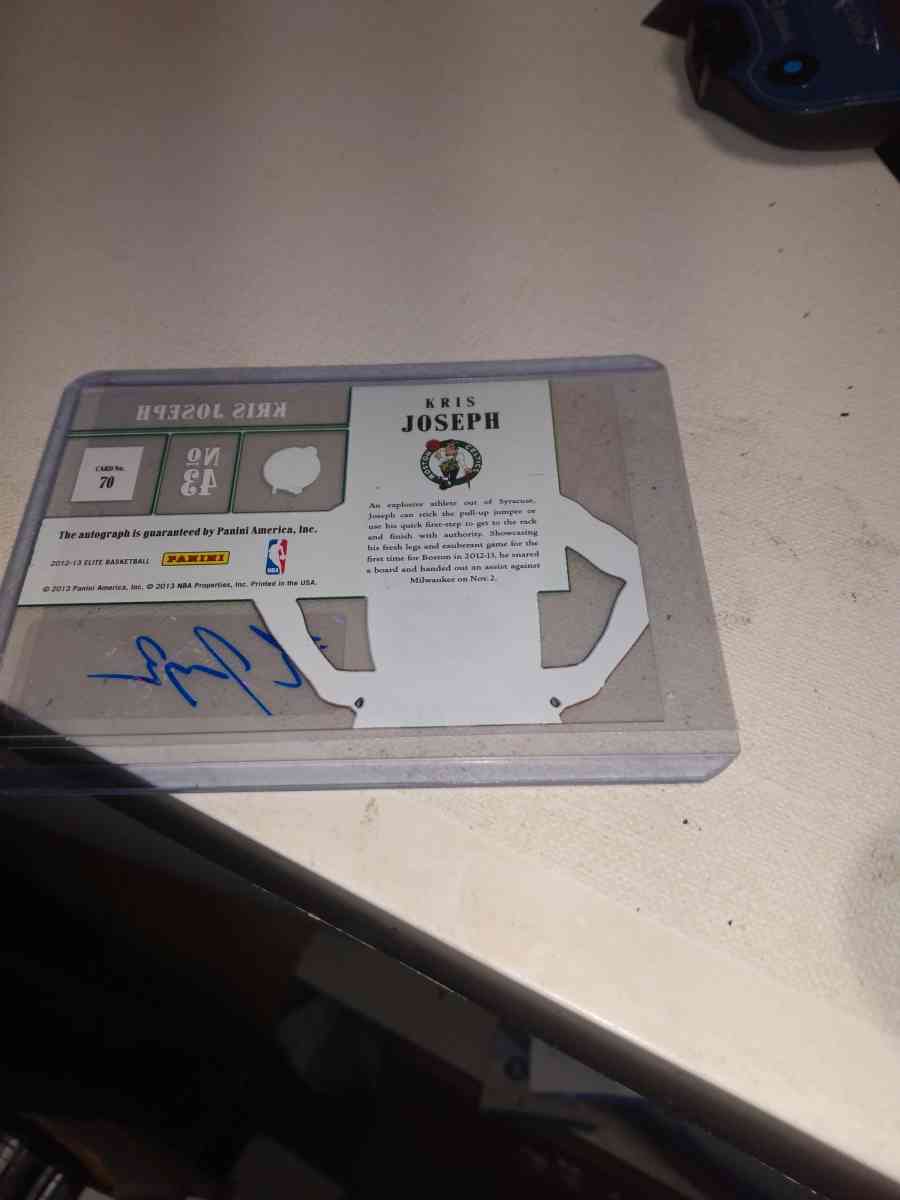 KRIS JOSEPH
CARD No.
70
No
43
The autograph is guaranteed by Panini America, Inc.
2012-13 ELITE BASKETBALL
PANINI
NBA
© 2013 Panini America, Inc. © 2013 NBA Properties, Inc. Printed in the USA.
KRIS
JOSEPH
BOSTON CELTICS
An explosive athlete out of Syracuse,
Joseph can stick the pull-up jumper or
use his quick first-step to get to the rack
and finish with authority. Showcasing
his fresh legs and exuberant game for the
first time for Boston in 2012-13, he snared
a board and handed out an assist against
Milwaukee on Nov. 2.